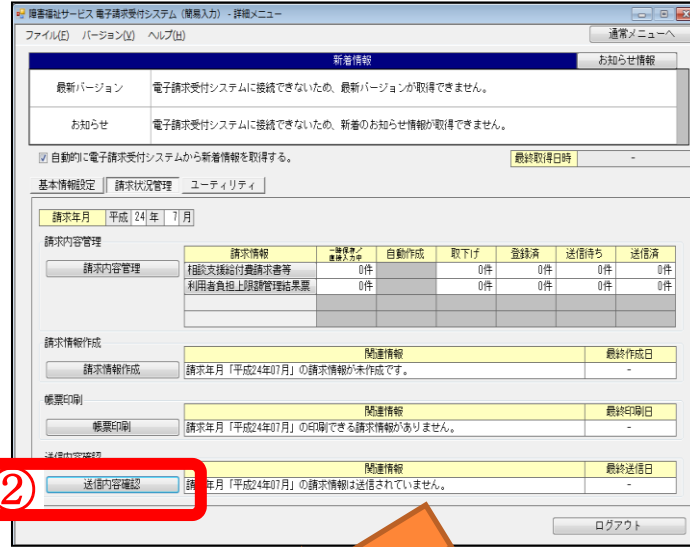 障害福祉サービス 電子請求受付システム (簡易入力) - 詳細メニュー
ファイル(F) バージョン(V) ヘルプ(H)
通常メニューへ
新着情報
お知らせ情報
最新バージョン 電子請求受付システムに接続できないため、最新バージョンが取得できません。
お知らせ 電子請求受付システムに接続できないため、新着のお知らせ情報が取得できません。
自動的に電子請求受付システムから新着情報を取得する。 最終取得日時 -
基本情報設定 請求状況管理 ユーティリティ
請求年月 平成 24 年 7 月
請求内容管理
請求情報 一時保存/直接入力中 自動作成 取下げ 登録済 送信待ち 送信済
請求内容管理
相談支援給付費請求書等 0件 0件 0件 0件 0件
利用者負担上限額管理結果票 0件 0件 0件 0件 0件
請求情報作成
関連情報 最終作成日
請求情報作成 請求年月「平成24年07月」の請求情報が未作成です。 -
帳票印刷
関連情報 最終印刷日
帳票印刷 請求年月「平成24年07月」の印刷できる請求情報がありません。 -
送信内容確認
関連情報 最終送信日
② 送信内容確認 請 年月「平成24年07月」の請求情報は送信されていません。 -
ログアウト